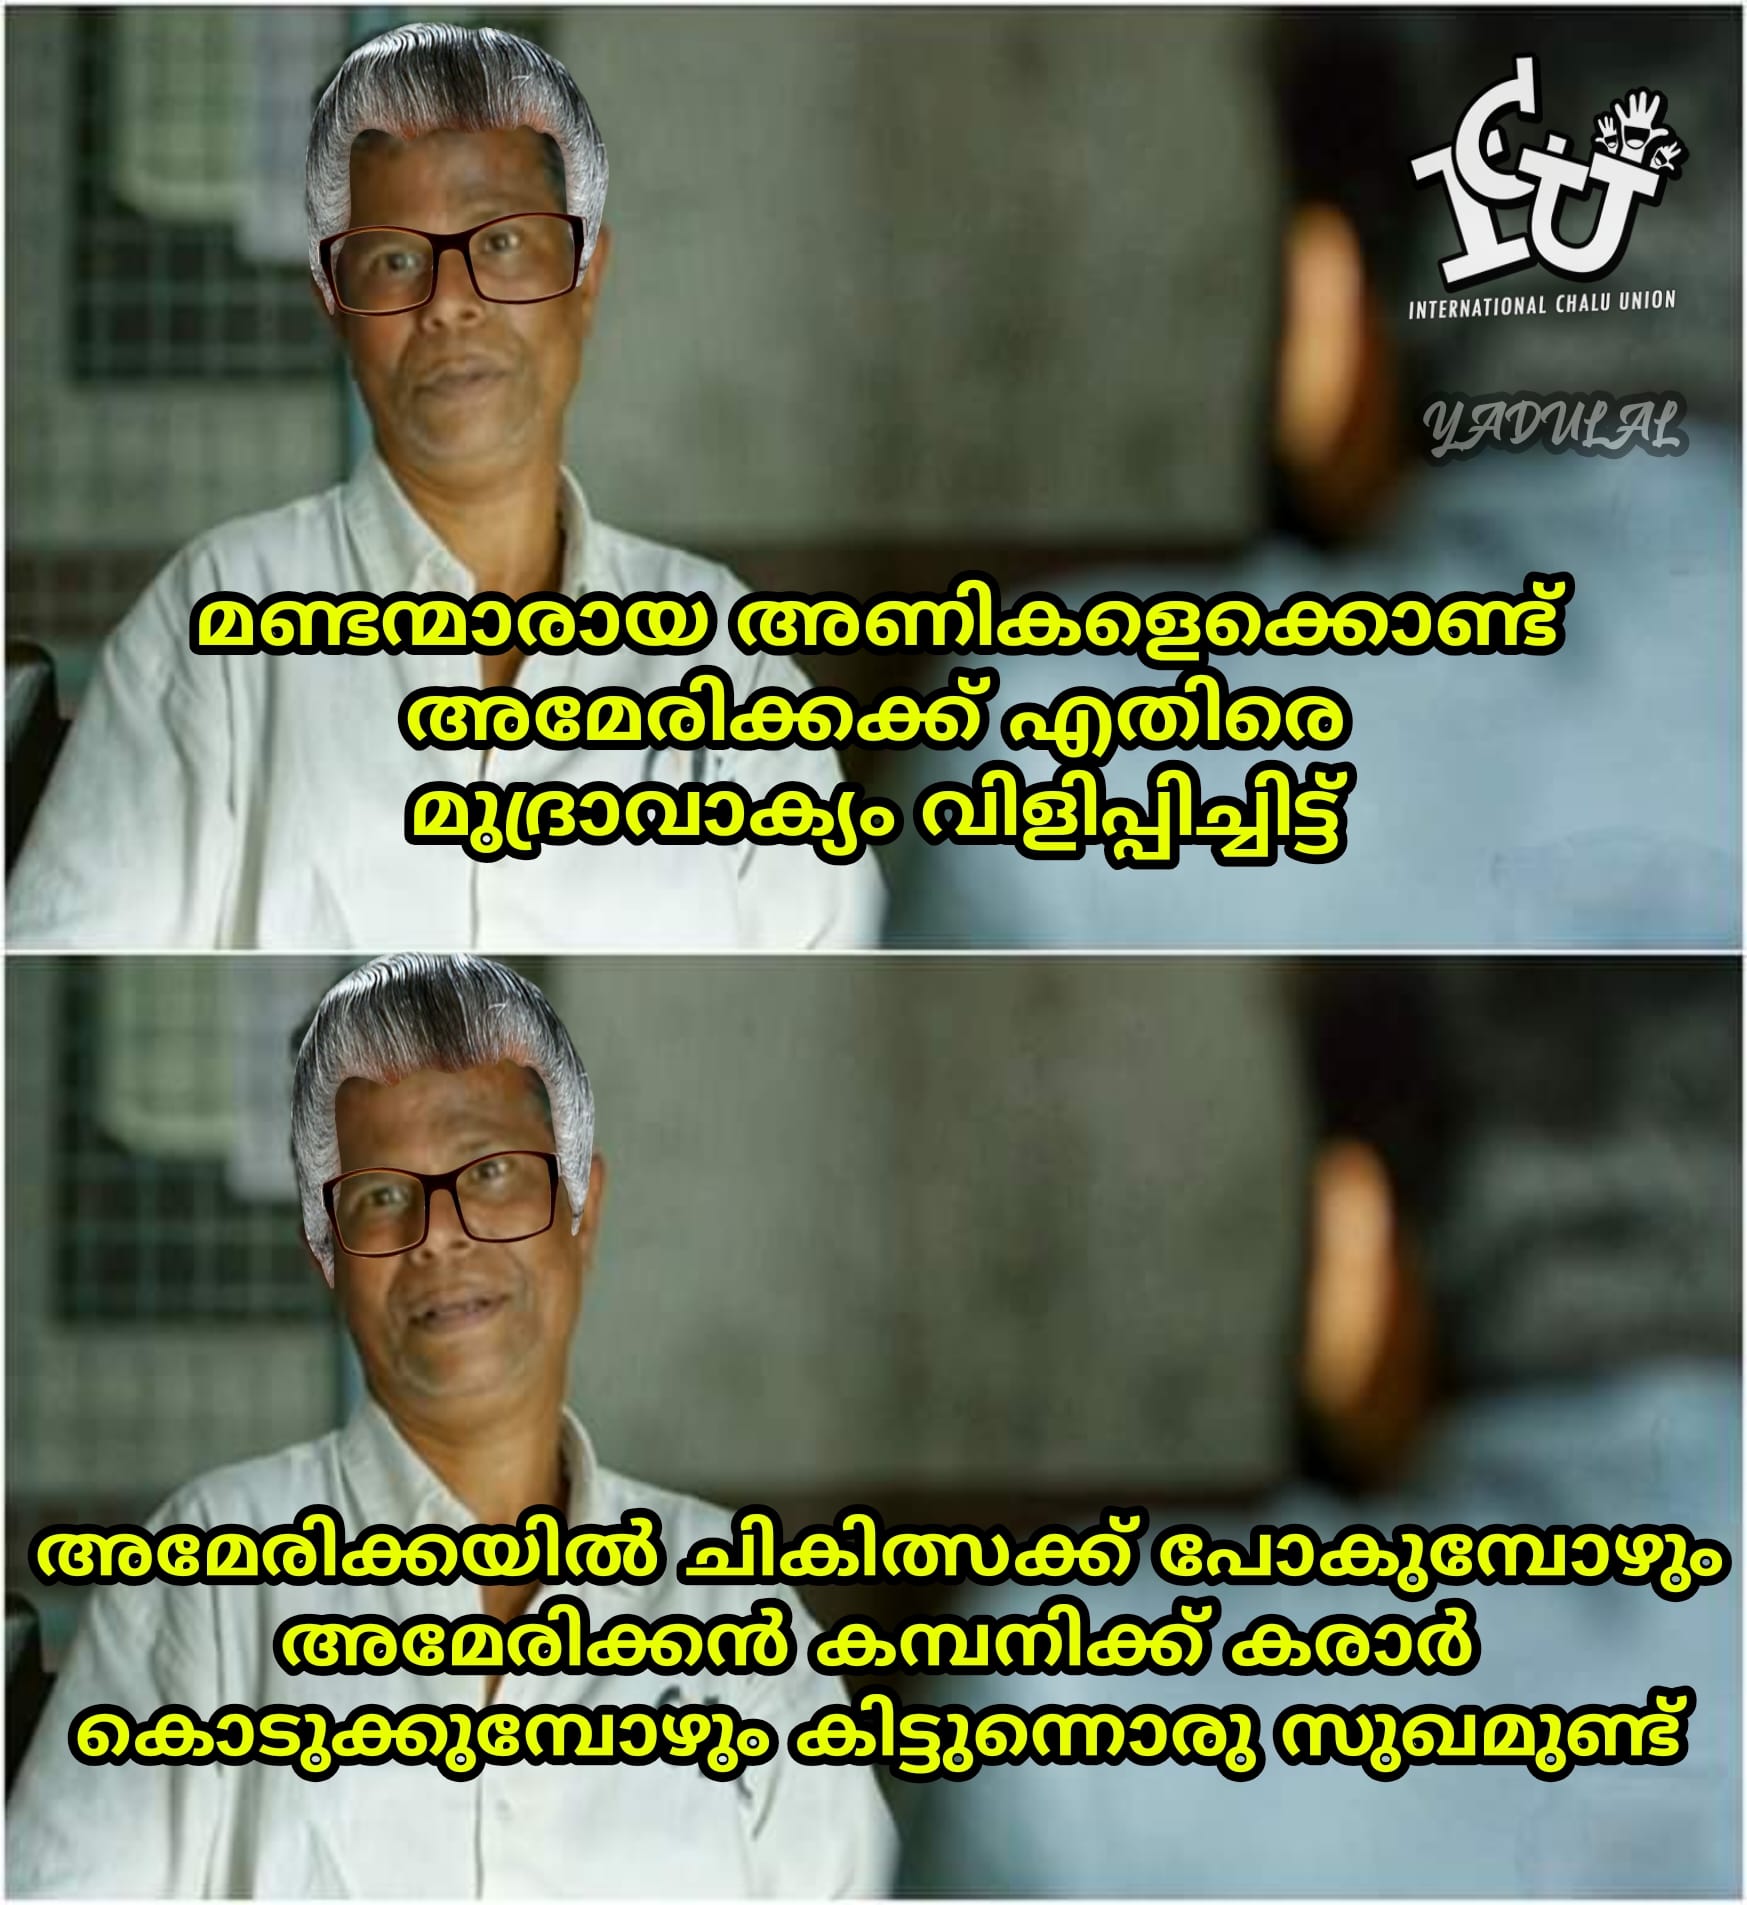 ICU
INTERNATIONAL CHALU UNION
YADULAL
മണ്ടന്മാരായ അണികളെക്കൊണ്ട്
അമേരിക്കക്ക് എതിരെ
മുദ്രാവാക്യം വിളിപ്പിച്ചിട്ട്
അമേരിക്കയിൽ ചികിത്സക്ക് പോകുമ്പോഴും
അമേരിക്കൻ കമ്പനിക്ക് കരാർ
കൊടുക്കുമ്പോഴും കിട്ടുന്നൊരു സുഖമുണ്ട്